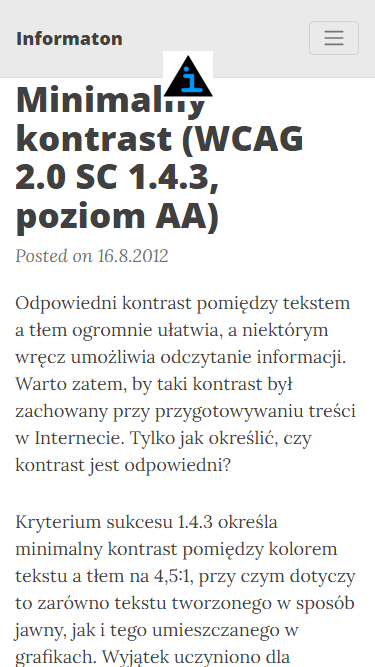 Informaton
Minimalny
kontrast (WCAG
2.0 SC 1.4.3,
poziom AA)
Posted on 16.8.2012
Odpowiedni kontrast pomiędzy tekstem
a tłem ogromnie ułatwia, a niektórym
wręcz umożliwia odczytanie informacji.
Warto zatem, by taki kontrast był
zachowany przy przygotowywaniu treści
w Internecie. Tylko jak określić, czy
kontrast jest odpowiedni?
Kryterium sukcesu 1.4.3 określa
minimalny kontrast pomiędzy kolorem
tekstu a tłem na 4,5:1, przy czym dotyczy
to zarówno tekstu tworzonego w sposób
jawny, jak i tego umieszczanego w
grafikach. Wyjątek uczyniono dla